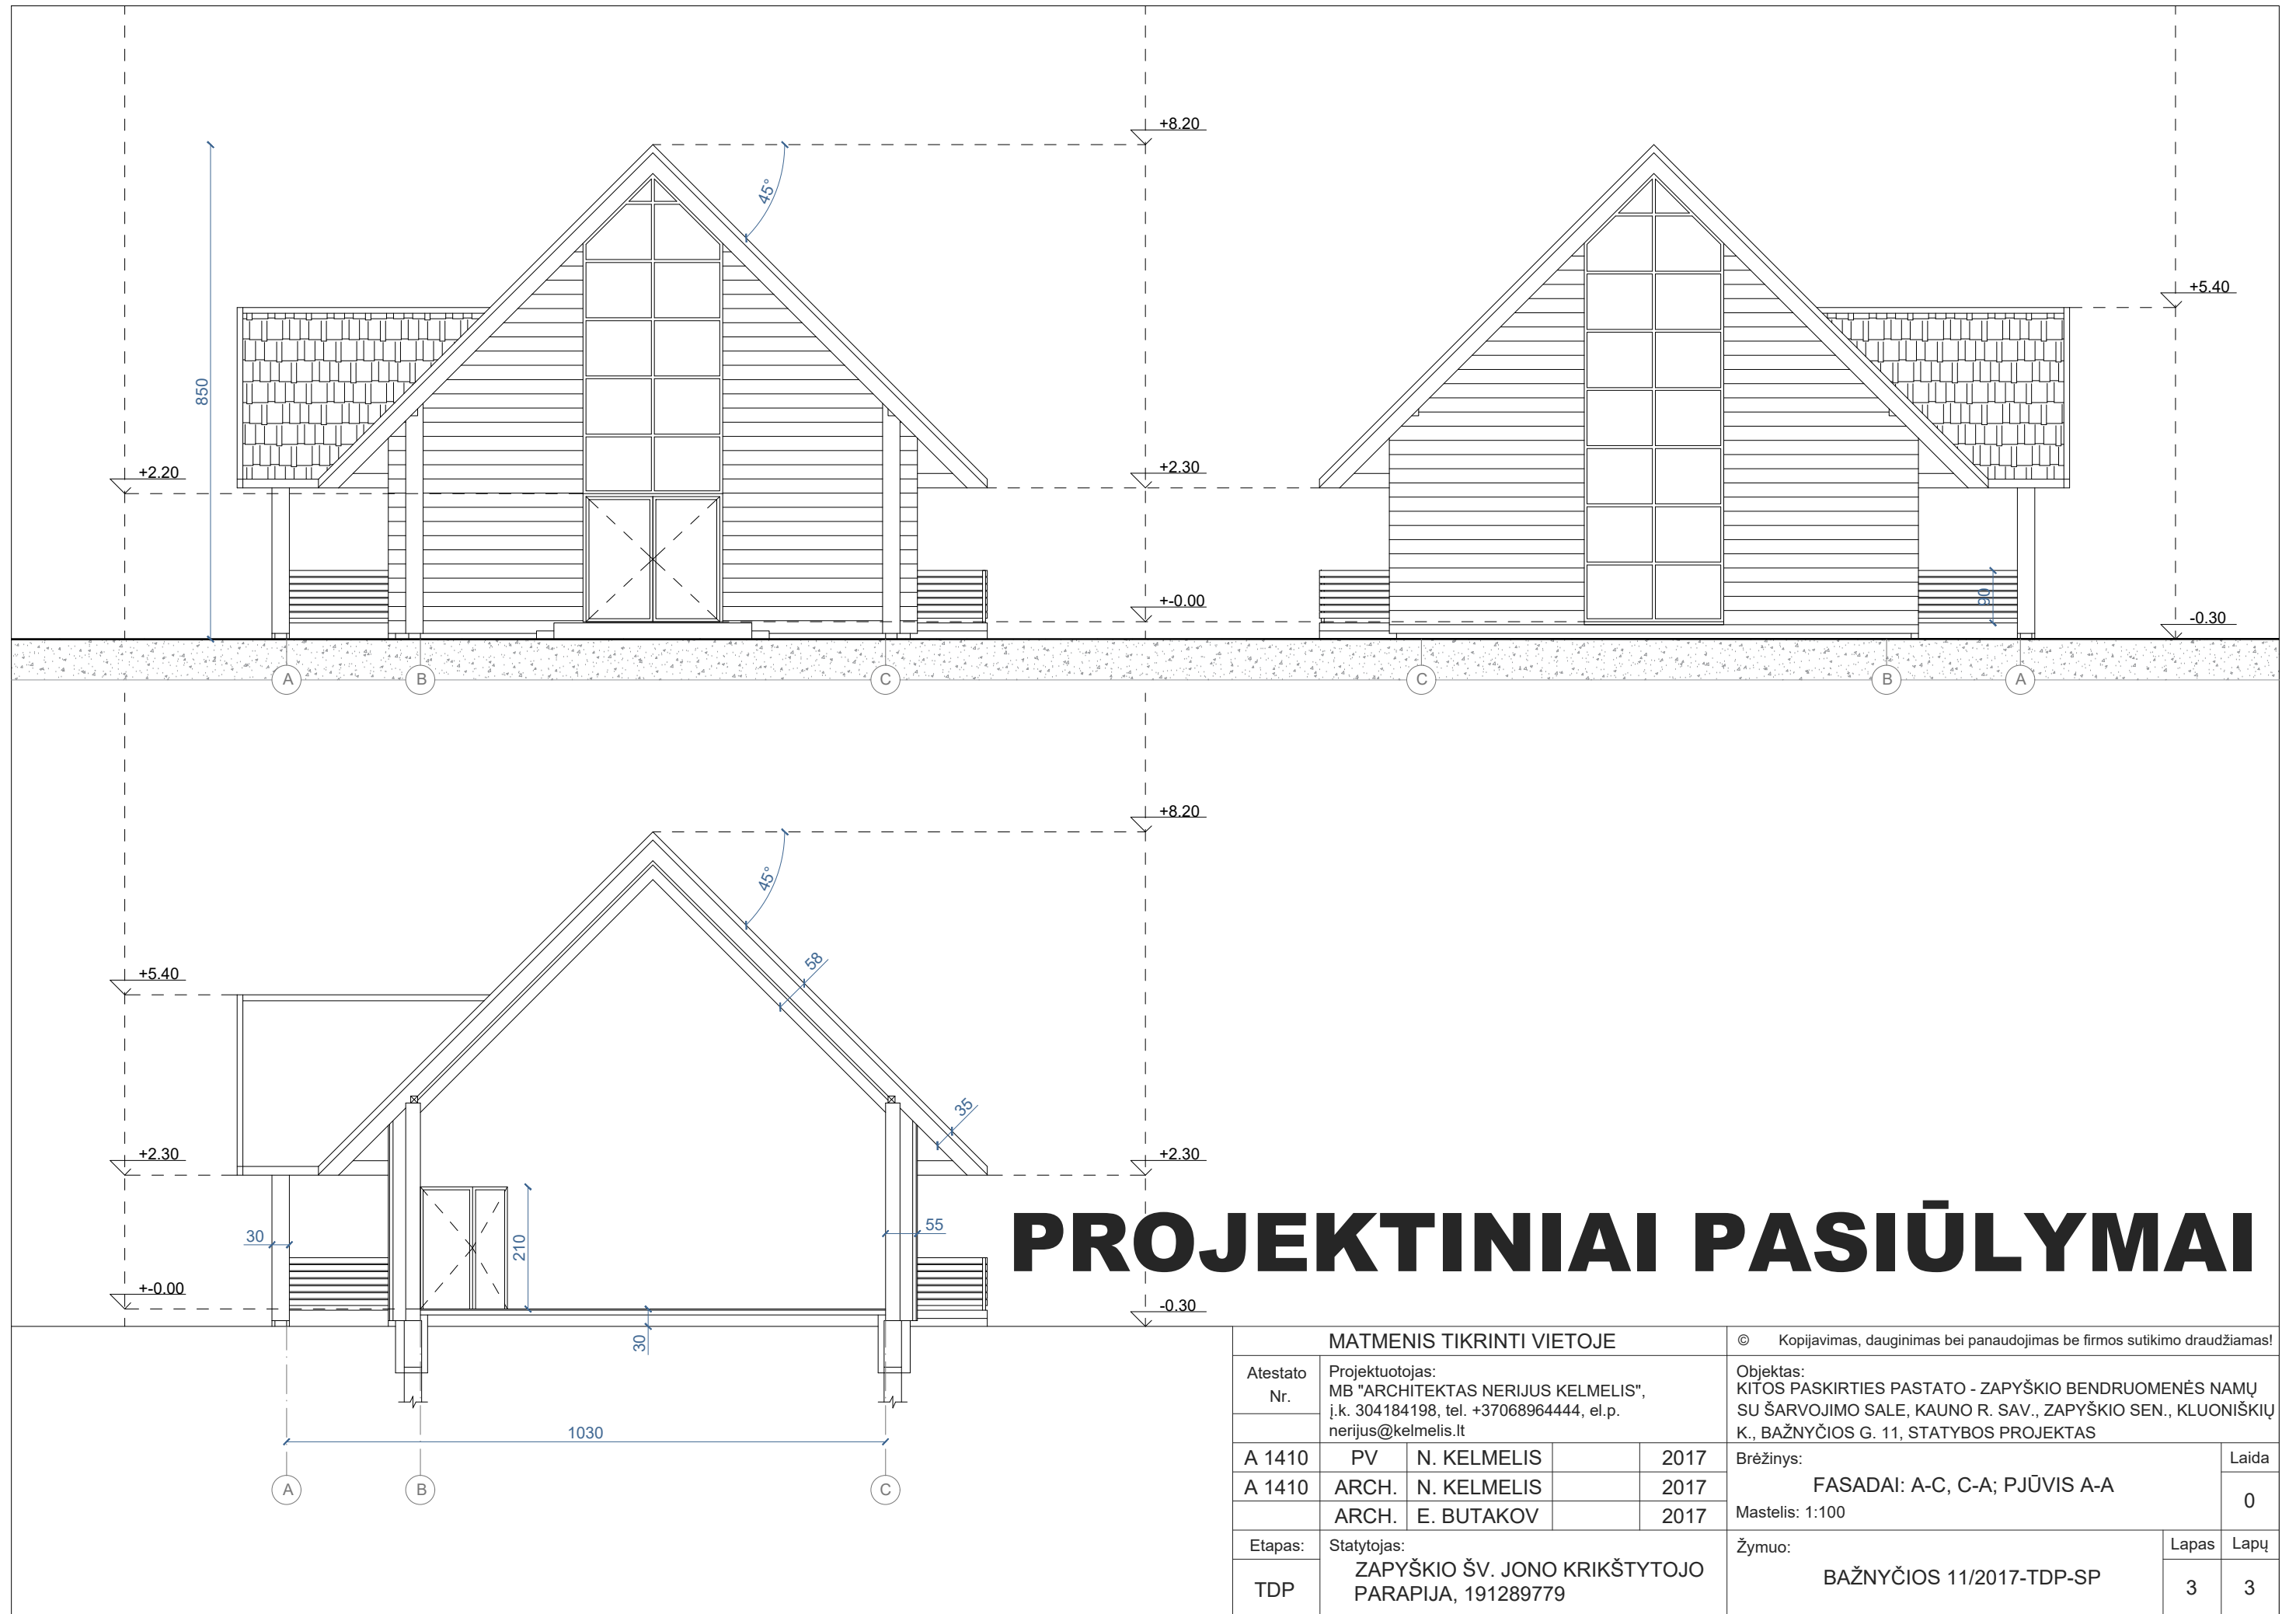 +8.20
45°
850
+5.40
+2.20
+2.30
+-0.00
90
-0.30
A
B
C
C
B
A
+8.20
45°
58
+5.40
35
+2.30
+2.30
30
210
55
+-0.00
-0.30
30
1030
A
B
C
PROJEKTINIAI PASIŪLYMAI
MATMENIS TIKRINTI VIETOJE
© Kopijavimas, dauginimas bei panaudojimas be firmos sutikimo draudžiamas!
Atestato
Nr.
Projektuotojas:
MB "ARCHITEKTAS NERIJUS KELMELIS",
į.k. 304184198, tel. +37068964444, el.p.
nerijus@kelmelis.lt
Objektas:
KITOS PASKIRTIES PASTATO - ZAPYŠKIO BENDRUOMENĖS NAMŲ
SU ŠARVOJIMO SALE, KAUNO R. SAV., ZAPYŠKIO SEN., KLUONIŠKIŲ
K., BAŽNYČIOS G. 11, STATYBOS PROJEKTAS
A 1410 PV N. KELMELIS 2017
A 1410 ARCH. N. KELMELIS 2017
ARCH. E. BUTAKOV 2017
Brėžinys:
FASADAI: A-C, C-A; PJŪVIS A-A
Mastelis: 1:100
Laida
0
Etapas:
TDP
Statytojas:
ZAPYŠKIO ŠV. JONO KRIKŠTYTOJO
PARAPIJA, 191289779
Žymuo:
BAŽNYČIOS 11/2017-TDP-SP
Lapas Lapų
3 3